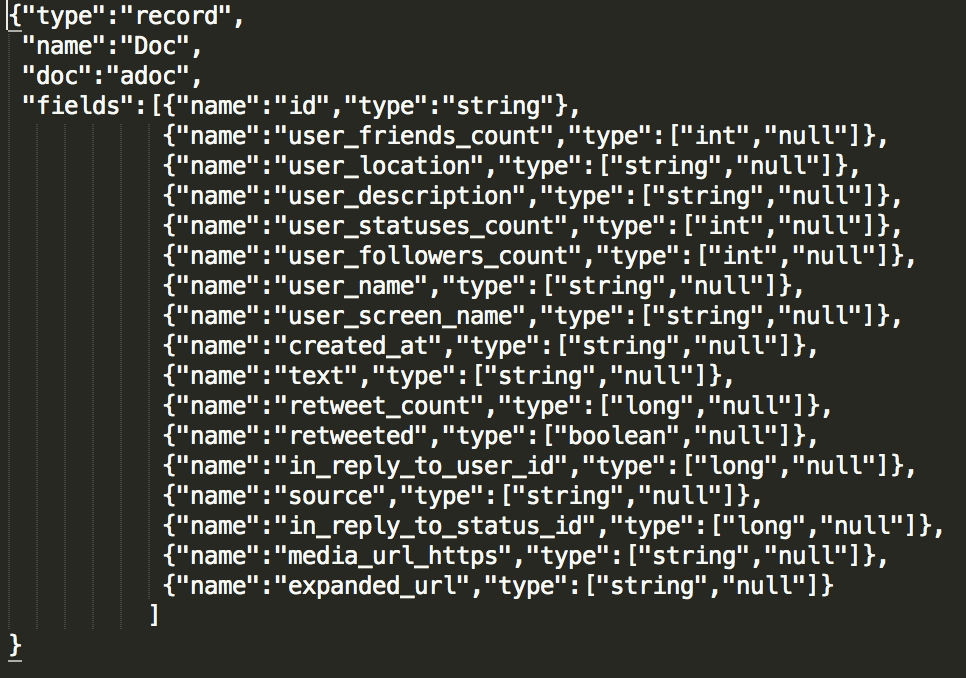 {"type":"record",
"name":"Doc",
"doc":"adoc",
"fields":[{"name":"id","type":"string"},
{"name":"user_friends_count","type":["int","null"]},
{"name":"user_location","type":["string","null"]},
{"name":"user_description","type":["string","null"]},
{"name":"user_statuses_count","type":["int","null"]},
{"name":"user_followers_count","type":["int","null"]},
{"name":"user_name","type":["string","null"]},
{"name":"user_screen_name","type":["string","null"]},
{"name":"created_at","type":["string","null"]},
{"name":"text","type":["string","null"]},
{"name":"retweet_count","type":["long","null"]},
{"name":"retweeted","type":["boolean","null"]},
{"name":"in_reply_to_user_id","type":["long","null"]},
{"name":"source","type":["string","null"]},
{"name":"in_reply_to_status_id","type":["long","null"]},
{"name":"media_url_https","type":["string","null"]},
{"name":"expanded_url","type":["string","null"]}
]
}